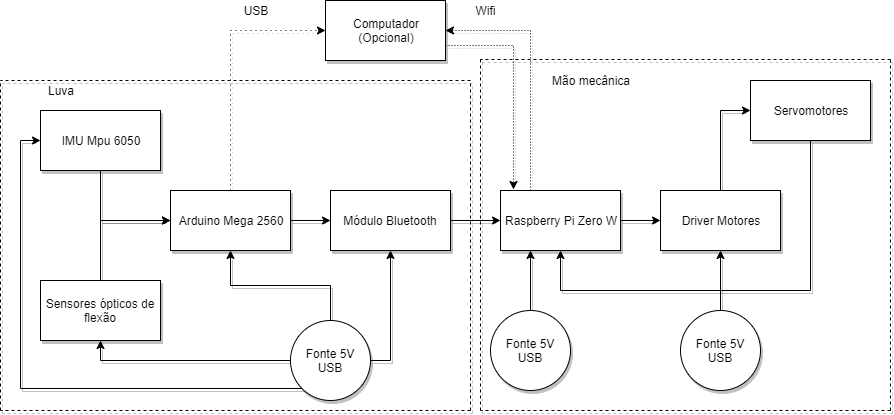 USB
Computador
(Opcional)
Wifi
Luva
Mão mecânica
IMU Mpu 6050
Servomotores
Arduino Mega 2560
Módulo Bluetooth
Raspberry Pi Zero W
Driver Motores
Sensores ópticos de
flexão
Fonte 5V
USB
Fonte 5V
USB
Fonte 5V
USB